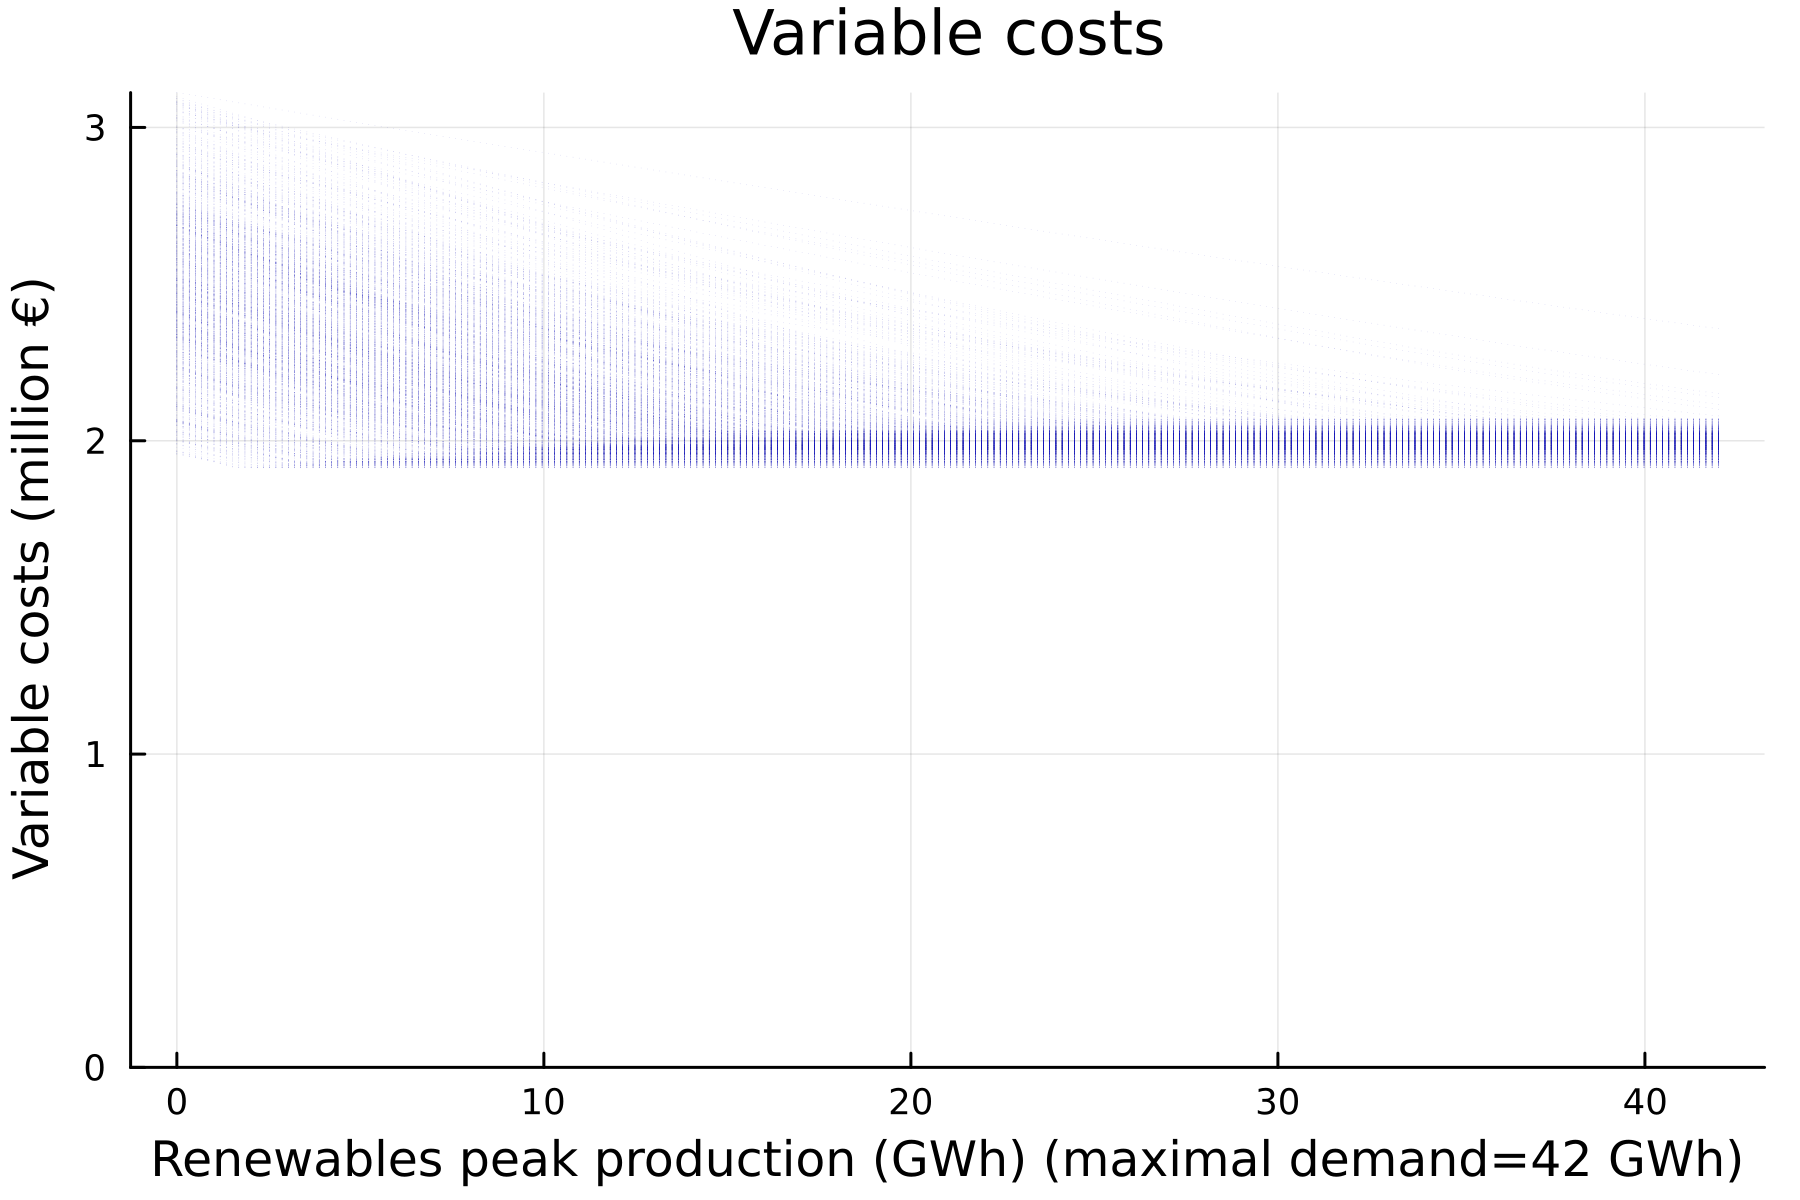 Variable costs
3
2
1
0
Variable costs (million €)
0 10 20 30 40
Renewables peak production (GWh) (maximal demand=42 GWh)